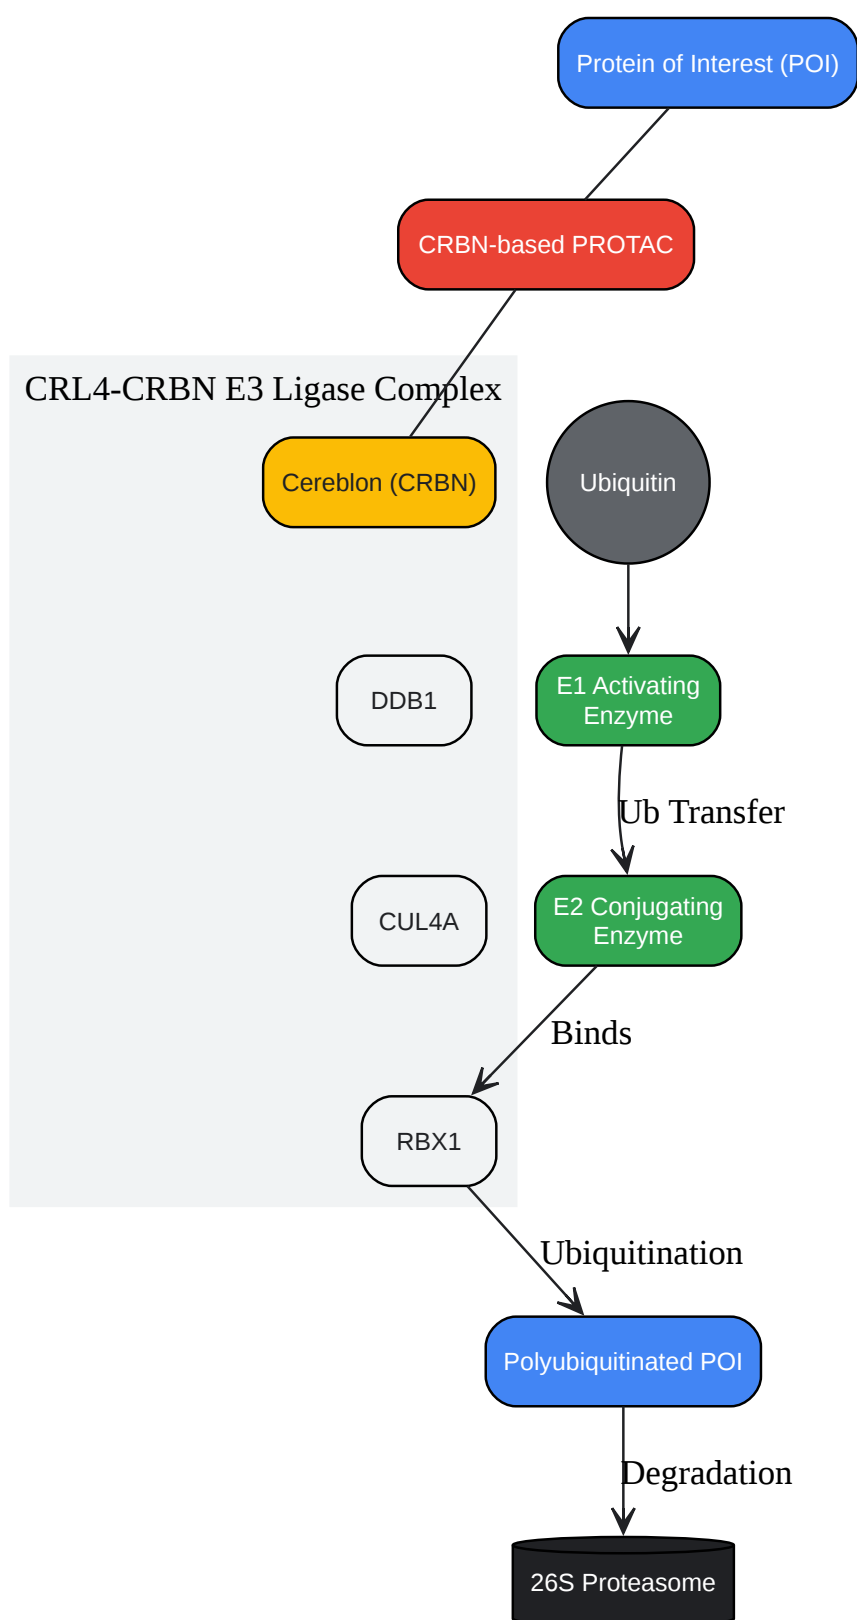 Protein of Interest (POI)
CRBN-based PROTAC
CRL4-CRBN E3 Ligase Complex
Cereblon (CRBN)
Ubiquitin
DDB1
E1 Activating
Enzyme
Ub Transfer
CUL4A
E2 Conjugating
Enzyme
Binds
RBX1
Ubiquitination
Polyubiquitinated POI
Degradation
26S Proteasome